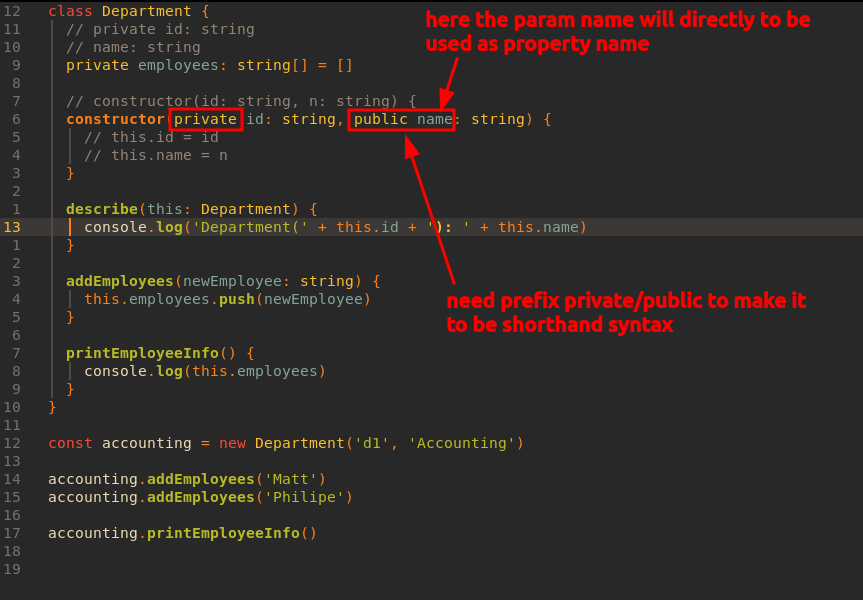 here the param name will directly to be
used as property name
12 class Department {
11 // private id: string
10 // name: string
9 private employees: string[] = []
8
7 // constructor(id: string, n: string) {
6 constructor(private id: string, public name: string) {
5 // this.id = id
4 // this.name = n
3 }
2
1 describe(this: Department) {
13 console.log('Department(' + this.id + '): ' + this.name)
1 }
2
3 addEmployees(newEmployee: string) {
4 this.employees.push(newEmployee)
5 }
6
7 printEmployeeInfo() {
8 console.log(this.employees)
9 }
10 }
11
12 const accounting = new Department('d1', 'Accounting')
13
14 accounting.addEmployees('Matt')
15 accounting.addEmployees('Philipe')
16
17 accounting.printEmployeeInfo()
18
19
need prefix private/public to make it
to be shorthand syntax